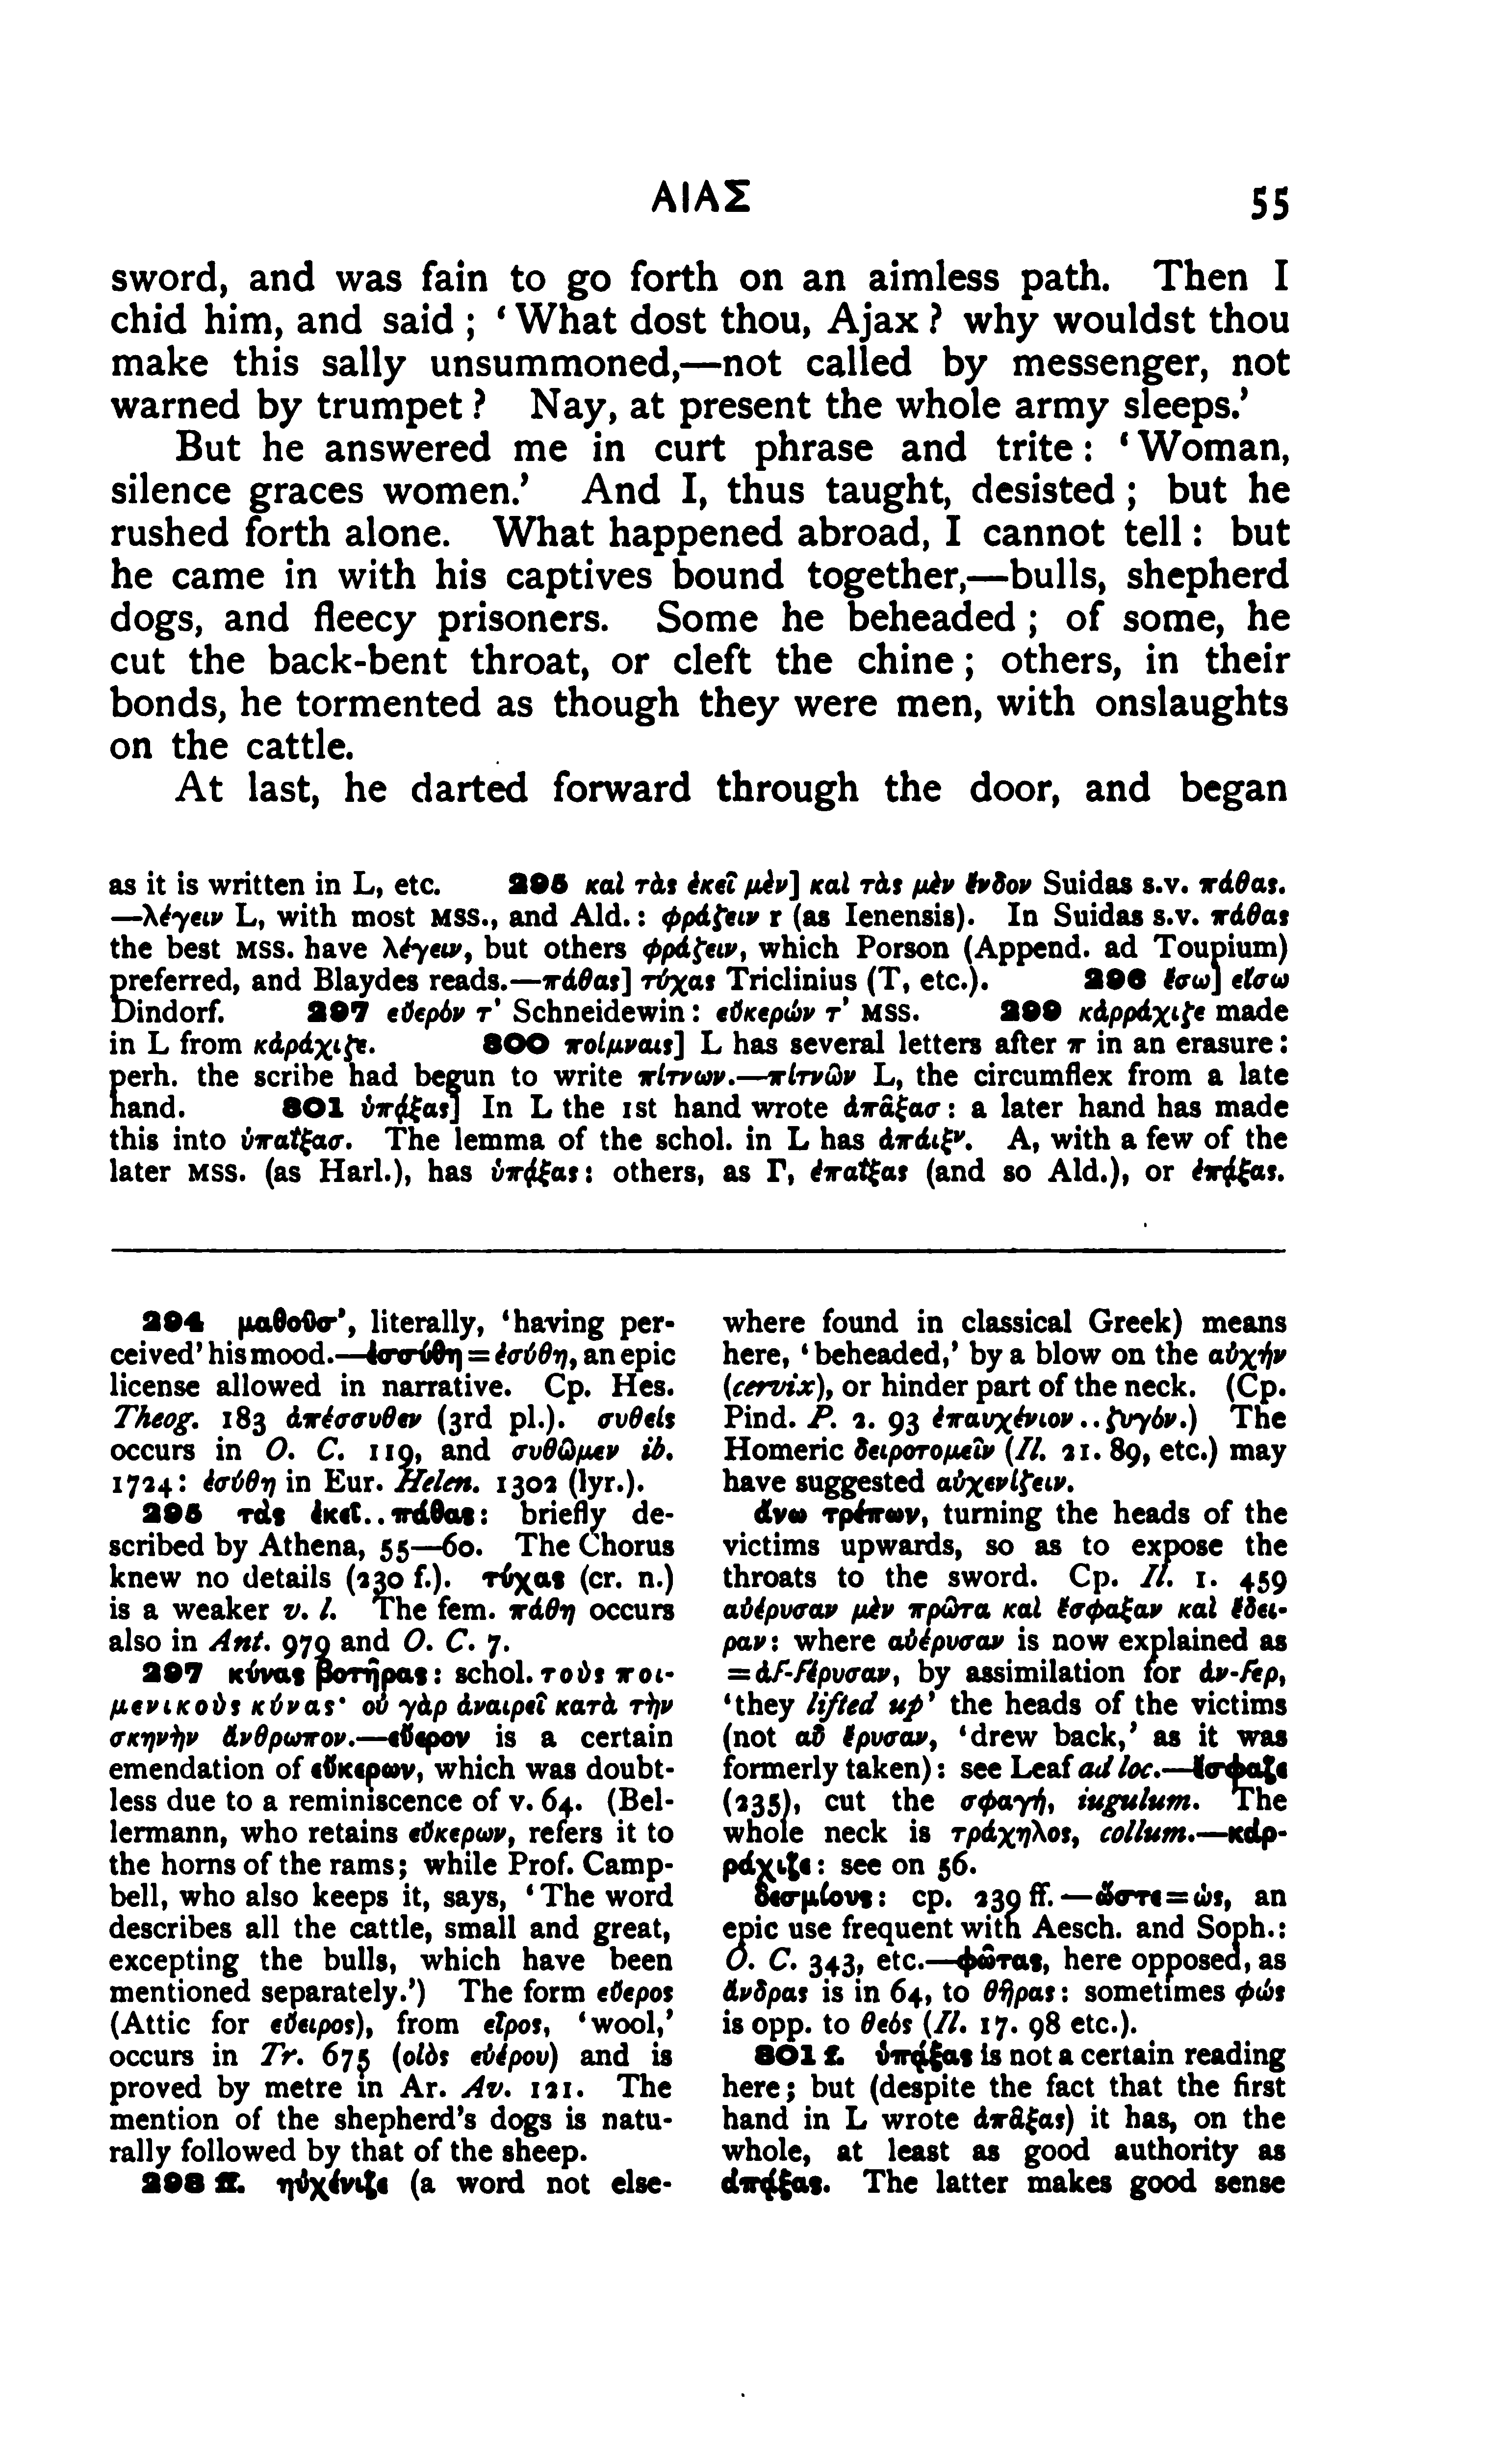 ΑΙΑΣ 55
sword, and was fain to go forth on an aimless path. Then I
chid him, and said ; ‘ What dost thou, Ajax ? why wouldst thou
make this sally unsummoned,—not called by messenger, not
warned by trumpet ? Nay, at present the whole army sleeps.’
But he answered me in curt phrase and trite : ‘ Woman,
silence graces women.’ And I, thus taught, desisted ; but he
rushed forth alone. What happened abroad, I cannot tell : but
he came in with his captives bound together,—bulls, shepherd
dogs, and fleecy prisoners. Some he beheaded ; of some, he
cut the back-bent throat, or cleft the chine ; others, in their
bonds, he tormented as though they were men, with onslaughts
on the cattle.
At last, he darted forward through the door, and began
as it is written in L, etc. 295 καὶ τὰς ἐκεῖ μὲν] καὶ τὰς μὲν ἔνδον Suidas s.v. πάθας.
—λέγειν L, with most MSS., and Ald. : φράζειν r (as Ienensis). In Suidas s.v. πάθας
the best MSS. have λέγειν, but others φράζειν, which Porson (Append. ad Toupium)
preferred, and Blaydes reads.—πάθας] τύχας Triclinius (T, etc.). 296 ἔσω] εἴσω
Dindorf. 297 εὔερόν τ’ Schneidewin : εὔκερών τ’ MSS. 299 κἀρράχιζε made
in L from κἀράχιζε. 300 ποίμναις] L has several letters after π in an erasure :
perh. the scribe had begun to write πίτνων.—πίτνῶν L, the circumflex from a late
hand. 301 ὑπᾴξας] In L the 1st hand wrote ἀπᾶξασ : a later hand has made
this into ὑπαΐξασ. The lemma of the schol. in L has ἀπάιξν. A, with a few of the
later MSS. (as Harl.), has ὑπᾴξας : others, as Γ, ἐπαΐξας (and so Ald.), or ἐπᾴξας.
294 μαθοῦσ’, literally, ‘having per-
ceived’ his mood.—ἐσσύθη = ἐσύθη, an epic
license allowed in narrative. Cp. Hes.
Theog. 183 ἀπέσσυθεν (3rd pl.). συθείς
occurs in O. C. 119, and συθῶμεν ib.
1724: ἐσύθη in Eur. Helen. 1302 (lyr.).
295 τὰς ἐκεῖ..πάθας: briefly de-
scribed by Athena, 55—60. The Chorus
knew no details (230 f.). τύχας (cr. n.)
is a weaker v. l. The fem. πάθη occurs
also in Ant. 979 and O. C. 7.
297 κύνας βοτῆρας: schol. τοὺς ποι-
μενικοὺς κύνας· οὐ γὰρ ἀναιρεῖ κατὰ τὴν
σκηνὴν ἄνθρωπον.—εὔερον is a certain
emendation of εὔκερων, which was doubt-
less due to a reminiscence of v. 64. (Bel-
lermann, who retains εὔκερων, refers it to
the horns of the rams; while Prof. Camp-
bell, who also keeps it, says, ‘The word
describes all the cattle, small and great,
excepting the bulls, which have been
mentioned separately.’) The form εὔερος
(Attic for εὔειρος), from εἶρος, ‘wool,’
occurs in Tr. 675 (οἰὸς εὐέρου) and is
proved by metre in Ar. Av. 121. The
mention of the shepherd’s dogs is natu-
rally followed by that of the sheep.
298 ff. ηὐχένιζε (a word not else-
where found in classical Greek) means
here, ‘beheaded,’ by a blow on the αὐχήν
(cervix), or hinder part of the neck. (Cp.
Pind. P. 2. 93 ἐπαυχένιον..ζυγόν.) The
Homeric δειροτομεῖν (Il. 21. 89, etc.) may
have suggested αὐχενίζειν.
ἄνω τρέπων, turning the heads of the
victims upwards, so as to expose the
throats to the sword. Cp. Il. 1. 459
αὐέρυσαν μὲν πρῶτα καὶ ἔσφαξαν καὶ ἔδει-
ραν: where αὐέρυσαν is now explained as
= ἀϝ-ϝέρυσαν, by assimilation for ἀν-ϝερ,
‘they lifted up’ the heads of the victims
(not αὖ ἔρυσαν, ‘drew back,’ as it was
formerly taken): see Leaf ad loc.—ἔσφαζε
(235), cut the σφαγή, iugulum. The
whole neck is τράχηλος, collum.—κἀρ-
ράχιζε: see on 56.
δεσμίους: cp. 239 ff.—ὥστε = ὡς, an
epic use frequent with Aesch. and Soph.:
O. C. 343, etc.—φῶτας, here opposed, as
ἄνδρας is in 64, to θῆρας: sometimes φώς
is opp. to θεός (Il. 17. 98 etc.).
301 f. ὑπᾴξας is not a certain reading
here; but (despite the fact that the first
hand in L wrote ἀπᾶξας) it has, on the
whole, at least as good authority as
ἀπᾴξας. The latter makes good sense